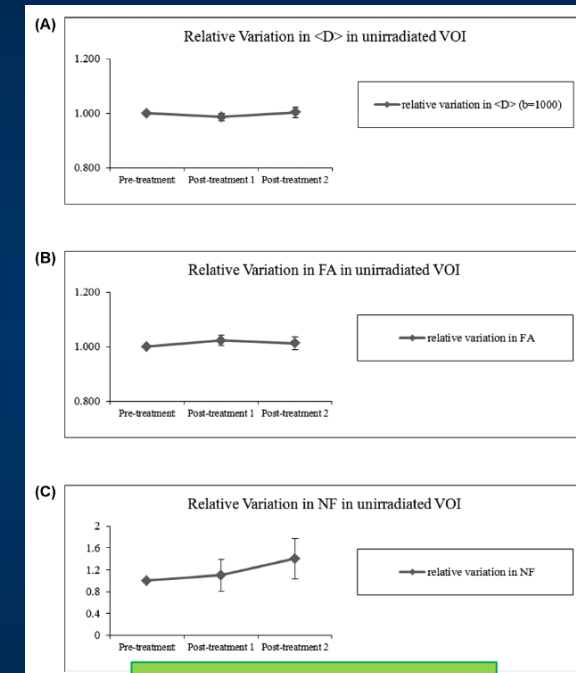 (A)
Relative Variation in <D> in unirradiated VOI
1.200
1.000
0.800
Pre-treatment Post-treatment 1 Post-treatment 2
relative variation in <D> (b=1000)
(B)
Relative Variation in FA in unirradiated VOI
1.200
1.000
0.800
Pre-treatment Post-treatment 1 Post-treatment 2
relative variation in FA
(C)
Relative Variation in NF in unirradiated VOI
2
1.6
1.2
0.8
0.4
0
Pre-treatment Post-treatment 1 Post-treatment 2
relative variation in NF